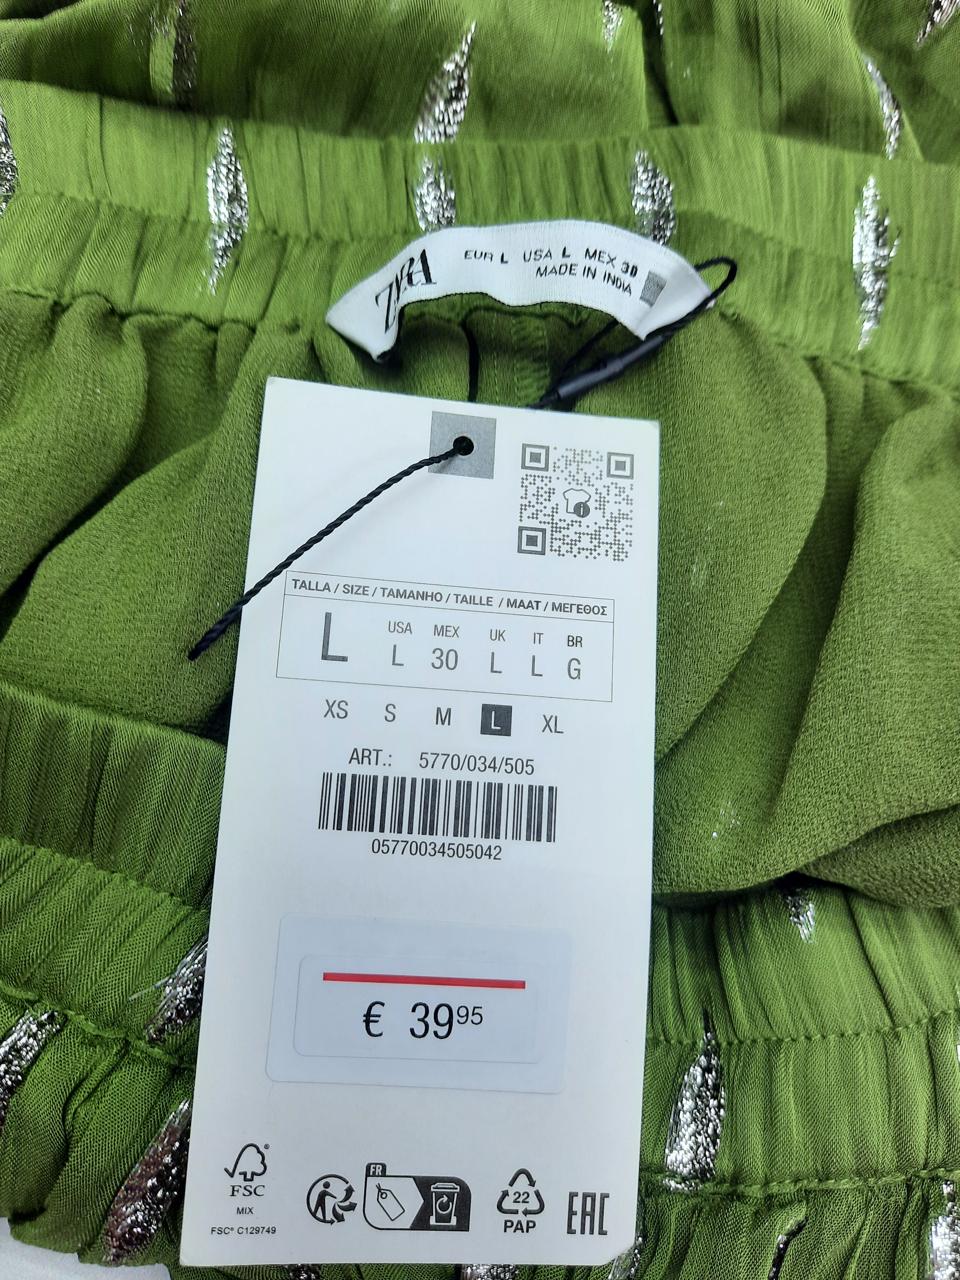 ZARA
EUR L USA L MEX 30
MADE IN INDIA
TALLA / SIZE / TAMANHO / TAILLE / MAAT / ΜΕΓΕΘΟΣ
L
USA MEX UK IT BR
L 30 L L G
XS S M L XL
ART.: 5770/034/505
05770034505042
€ 39 95
FSC®
MIX
FSC® C129749
FR
22
PAP
EAC